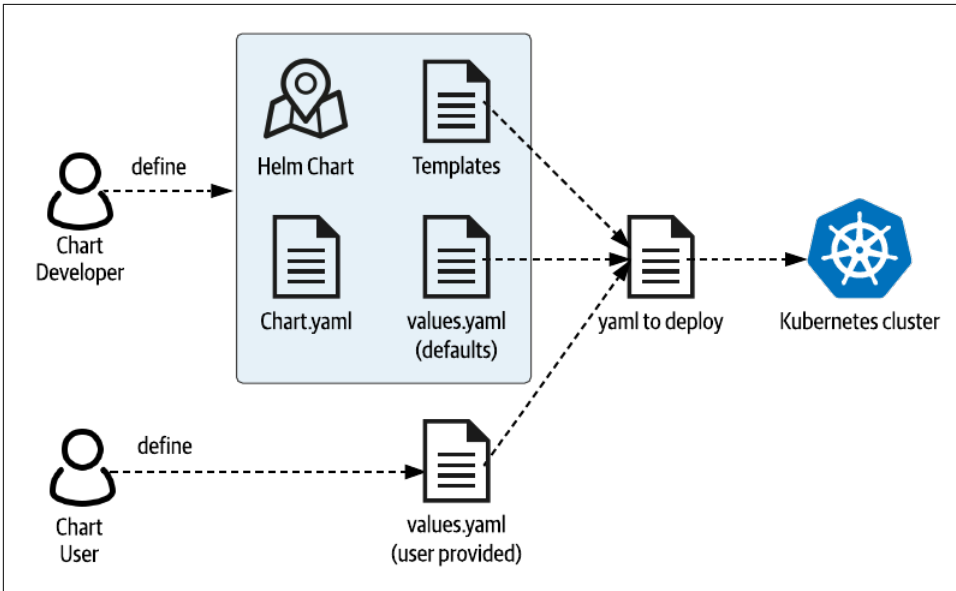 Helm Chart
Templates
define
Chart
Developer
Chart.yaml
values.yaml
(defaults)
yaml to deploy
Kubernetes cluster
define
Chart
User
values.yaml
(user provided)